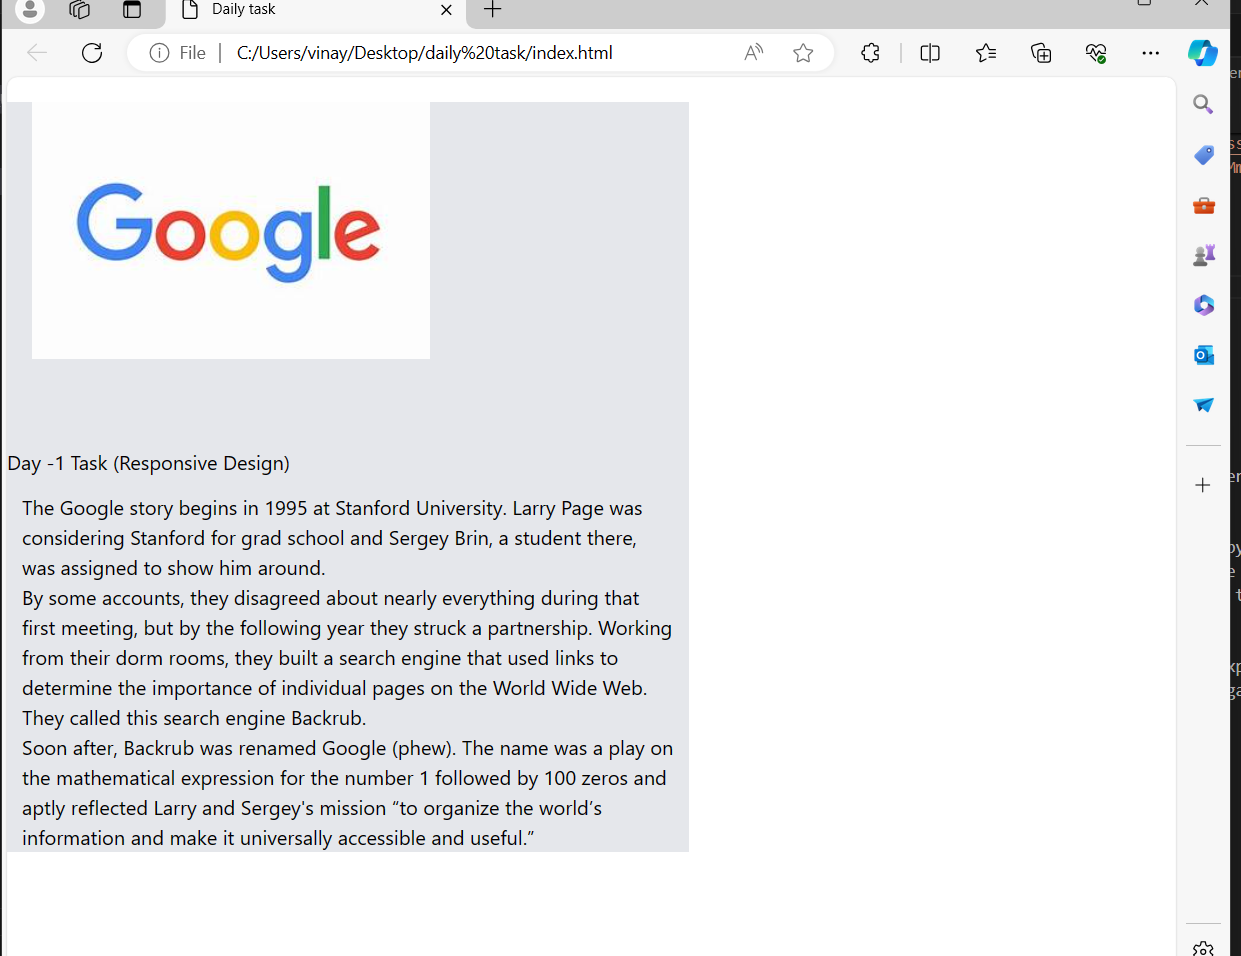 Daily task
File
C:/Users/vinay/Desktop/daily%20task/index.html
Google
Day -1 Task (Responsive Design)
The Google story begins in 1995 at Stanford University. Larry Page was
considering Stanford for grad school and Sergey Brin, a student there,
was assigned to show him around.
By some accounts, they disagreed about nearly everything during that
first meeting, but by the following year they struck a partnership. Working
from their dorm rooms, they built a search engine that used links to
determine the importance of individual pages on the World Wide Web.
They called this search engine Backrub.
Soon after, Backrub was renamed Google (phew). The name was a play on
the mathematical expression for the number 1 followed by 100 zeros and
aptly reflected Larry and Sergey's mission “to organize the world’s
information and make it universally accessible and useful.”